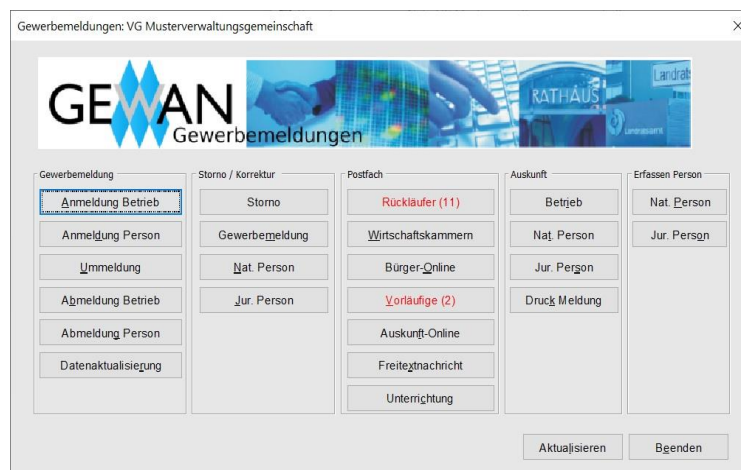 Gewerbemeldungen: VG Musterverwaltungsgemeinschaft
GEWAN
Gewerbemeldungen
RATHAUS
Landrats
Landratsamt
Gewerbemeldung
Anmeldung Betrieb
Anmeldung Person
Ummeldung
Abmeldung Betrieb
Abmeldung Person
Datenaktualisierung
Storno / Korrektur
Storno
Gewerbemeldung
Nat. Person
Jur. Person
Postfach
Rückläufer (11)
Wirtschaftskammern
Bürger-Online
Vorläufige (2)
Auskunft-Online
Freitextnachricht
Unterrichtung
Auskunft
Betrieb
Nat. Person
Jur. Person
Druck Meldung
Erfassen Person
Nat. Person
Jur. Person
Aktualisieren
Beenden